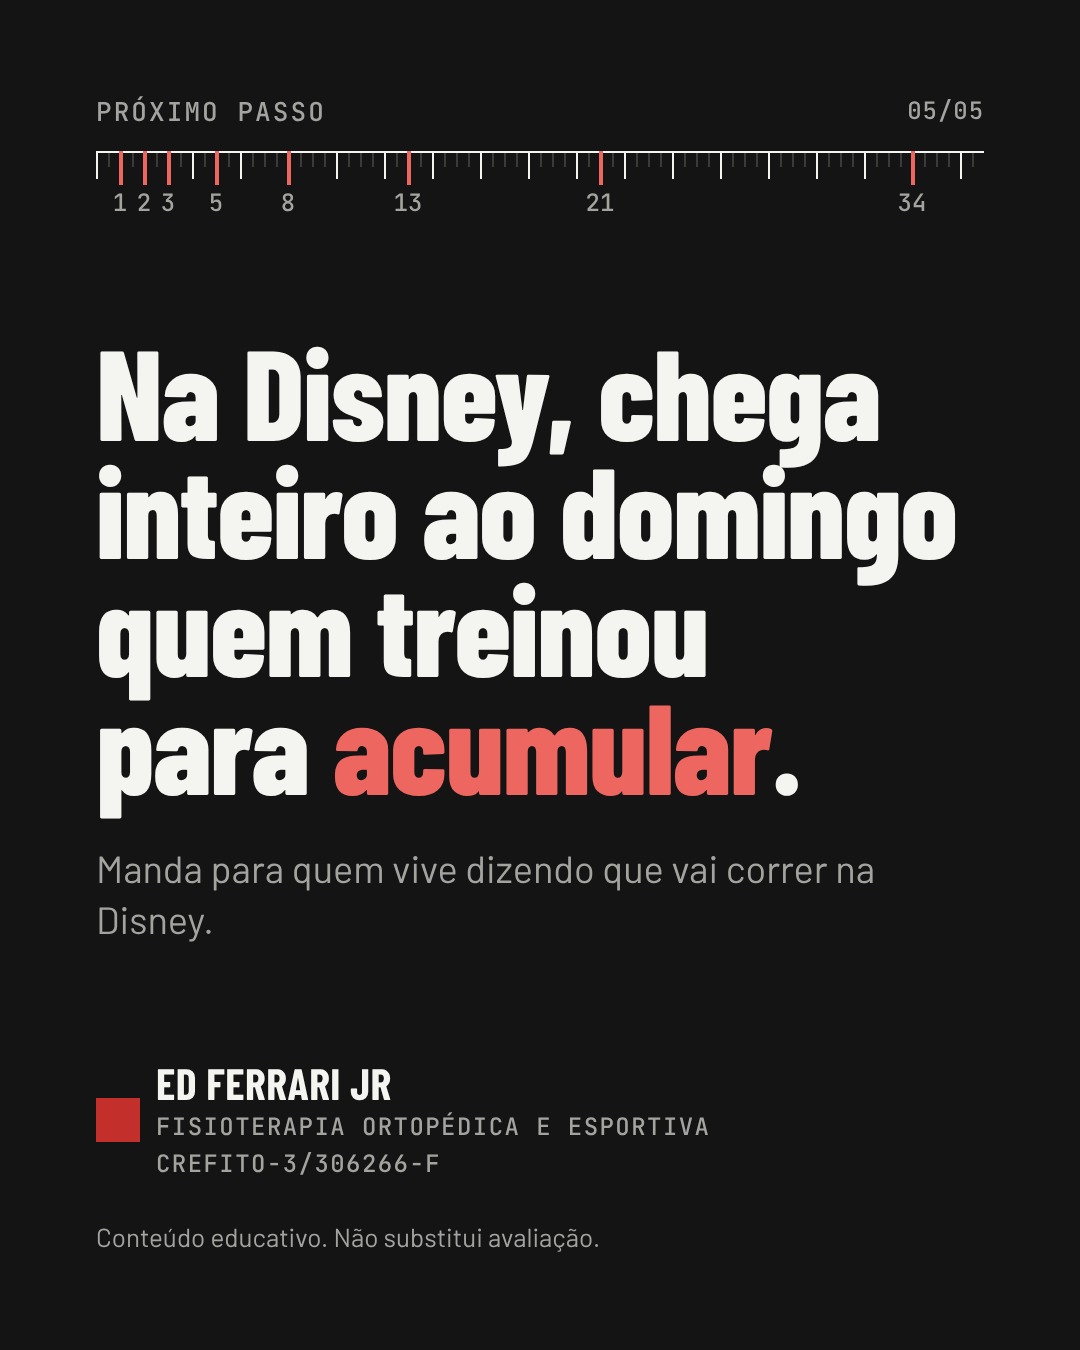 PRÓXIMO PASSO 05/05
1 2 3 5 8 13 21 34
Na Disney, chega
inteiro ao domingo
quem treinou
para acumular.
Manda para quem vive dizendo que vai correr na
Disney.
ED FERRARI JR
FISIOTERAPIA ORTOPÉDICA E ESPORTIVA
CREFITO-3/306266-F
Conteúdo educativo. Não substitui avaliação.